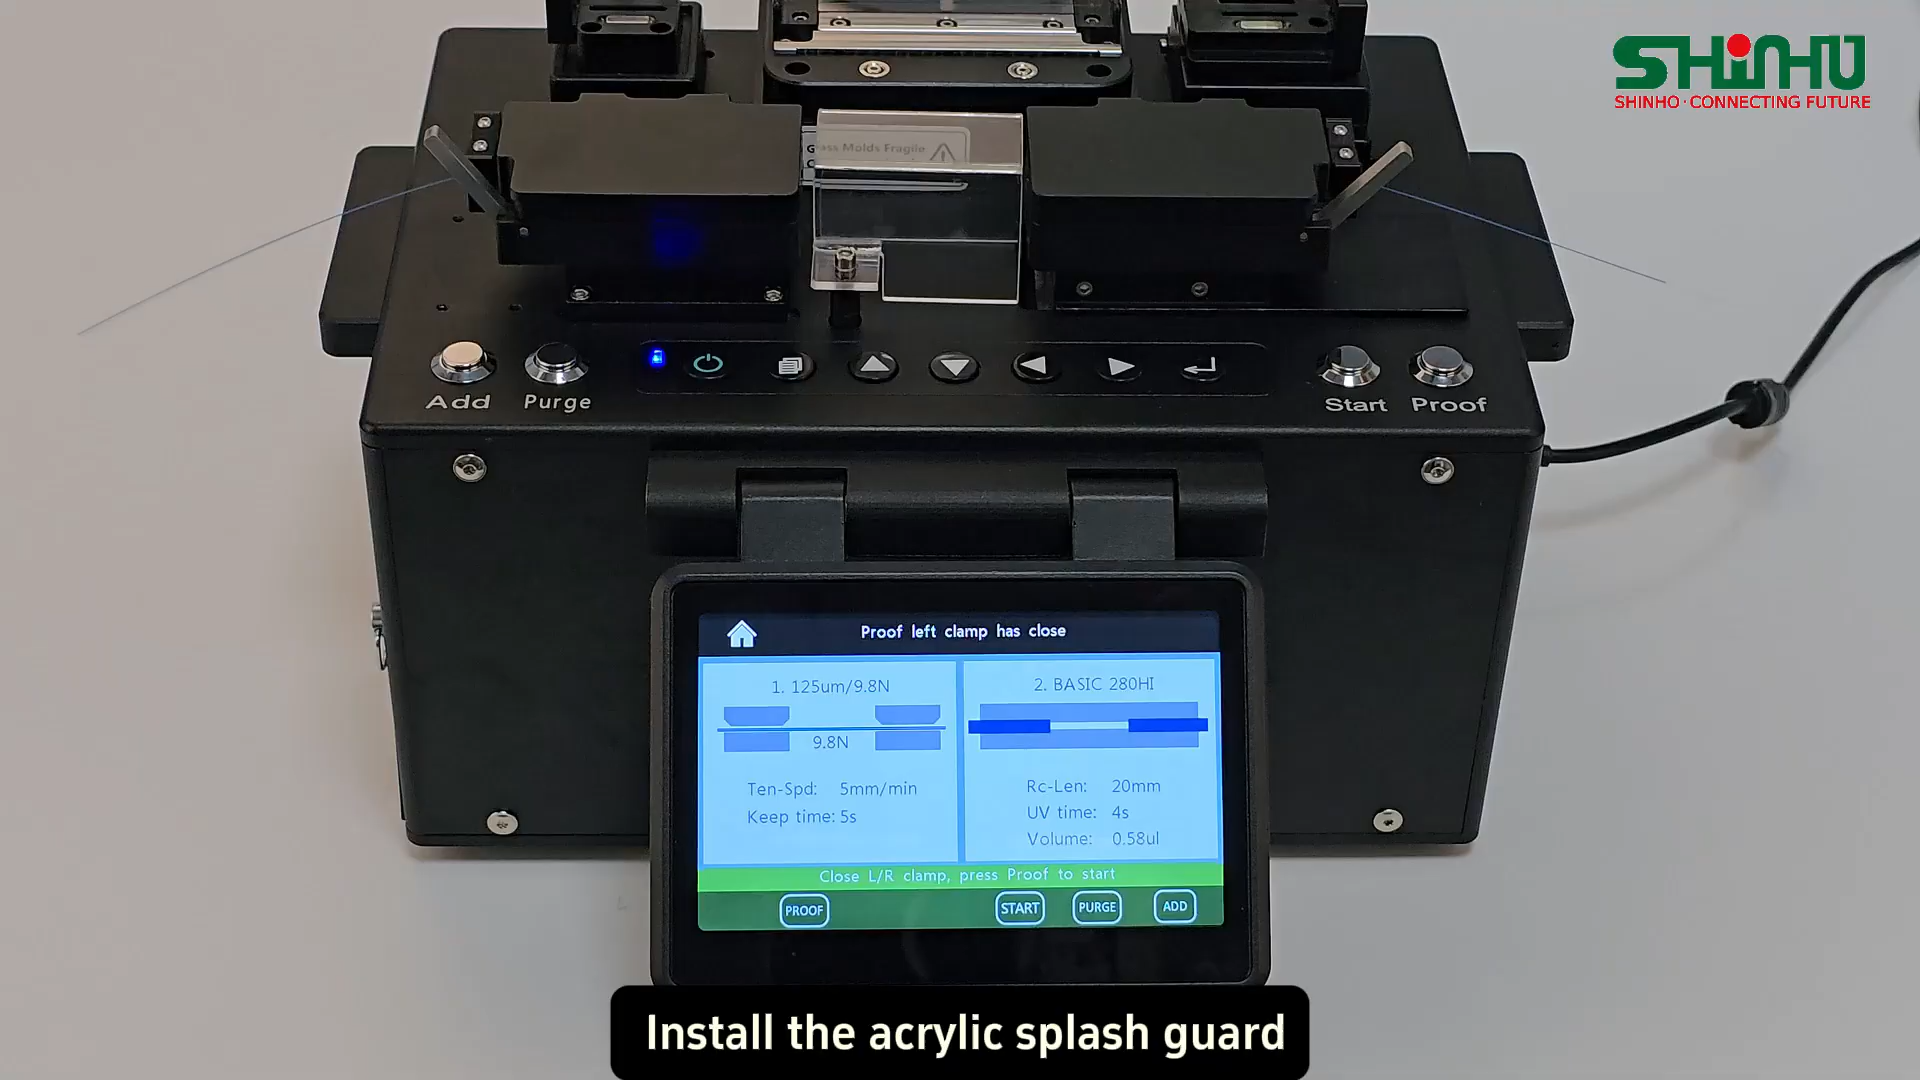 SHINHO
SHINHO·CONNECTING FUTURE
ass Molds Fragile
Add
Purge
Start
Proof
Proof left clamp has close
1. 125um/9.8N
9.8N
Ten-Spd: 5mm/min
Keep time: 5s
2. BASIC 280HI
Rc-Len: 20mm
UV time: 4s
Volume: 0.58ul
Close L/R clamp, press Proof to start
PROOF
START
PURGE
ADD
Install the acrylic splash guard